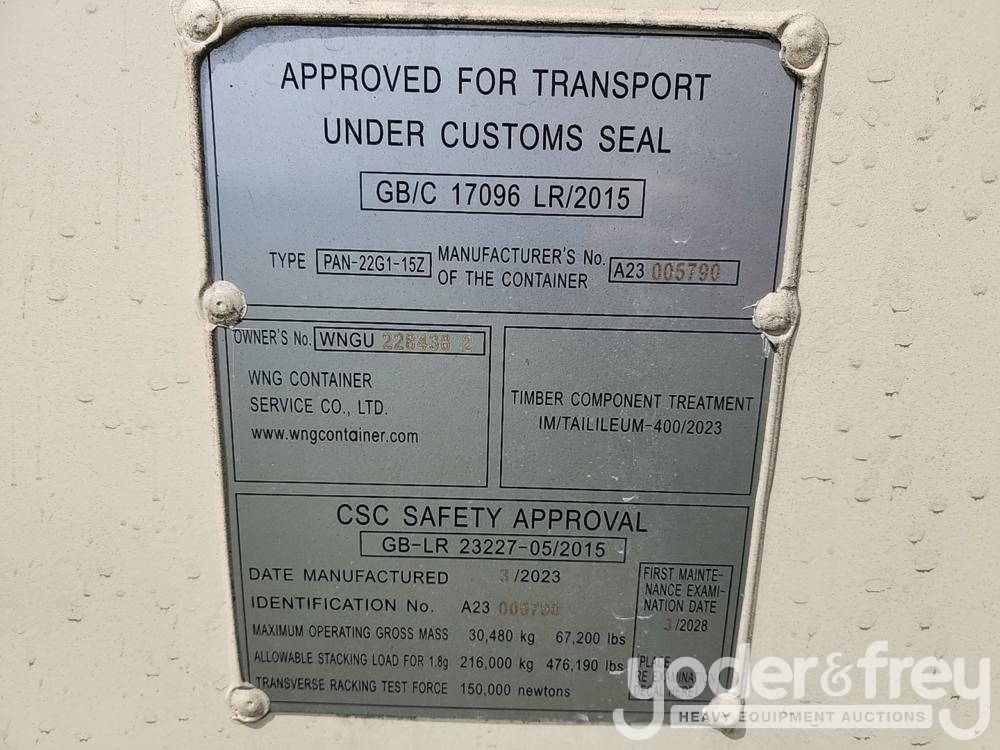 APPROVED FOR TRANSPORT
UNDER CUSTOMS SEAL
GB/C 17096 LR/2015
TYPE PAN-22G1-15Z MANUFACTURER'S No. OF THE CONTAINER A23 005790
OWNER'S No. WNGU 228438 2
WNG CONTAINER
SERVICE CO., LTD.
www.wngcontainer.com
TIMBER COMPONENT TREATMENT
IM/TAILILEUM-400/2023
CSC SAFETY APPROVAL
GB-LR 23227-05/2015
DATE MANUFACTURED 3/2023
IDENTIFICATION No. A23 005790
MAXIMUM OPERATING GROSS MASS 30,480 kg 67,200 lbs
ALLOWABLE STACKING LOAD FOR 1.8g 216,000 kg 476,190 lbs
TRANSVERSE RACKING TEST FORCE 150,000 newtons
FIRST MAINTE-
NANCE EXAMI-
NATION DATE
3/2028
PLATE
yoder&frey
HEAVY EQUIPMENT AUCTIONS